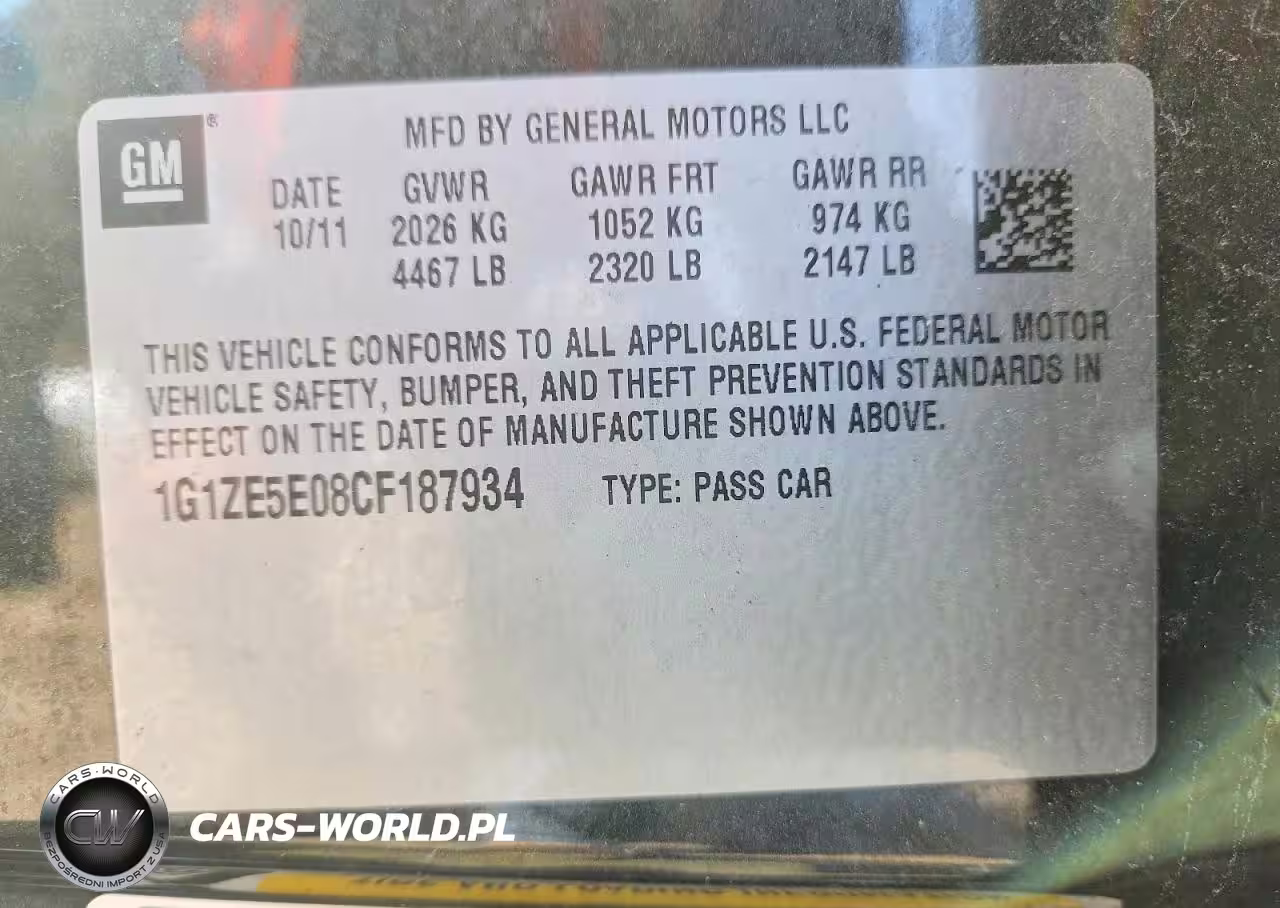 GM ®
MFD BY GENERAL MOTORS LLC
DATE GVWR GAWR FRT GAWR RR
10/11 2026 KG 1052 KG 974 KG
4467 LB 2320 LB 2147 LB
THIS VEHICLE CONFORMS TO ALL APPLICABLE U.S. FEDERAL MOTOR
VEHICLE SAFETY, BUMPER, AND THEFT PREVENTION STANDARDS IN
EFFECT ON THE DATE OF MANUFACTURE SHOWN ABOVE.
1G1ZE5E08CF187934 TYPE: PASS CAR
CARS-WORLD
CW
BEZPOŚREDNI IMPORT Z USA
CARS-WORLD.PL